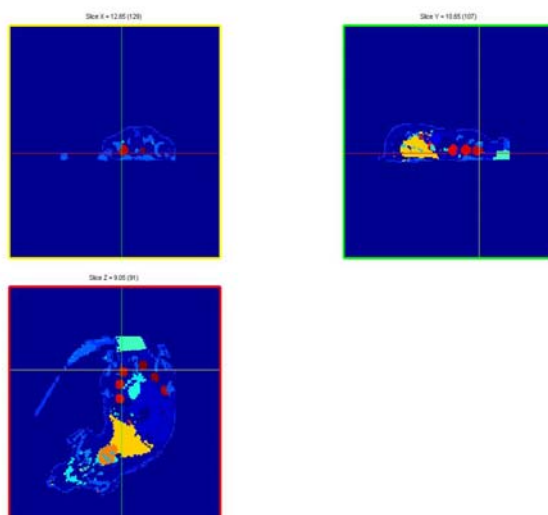 Slice X = 12.85 (129)
Slice Y = 10.65 (107)
Slice Z = 9.05 (91)